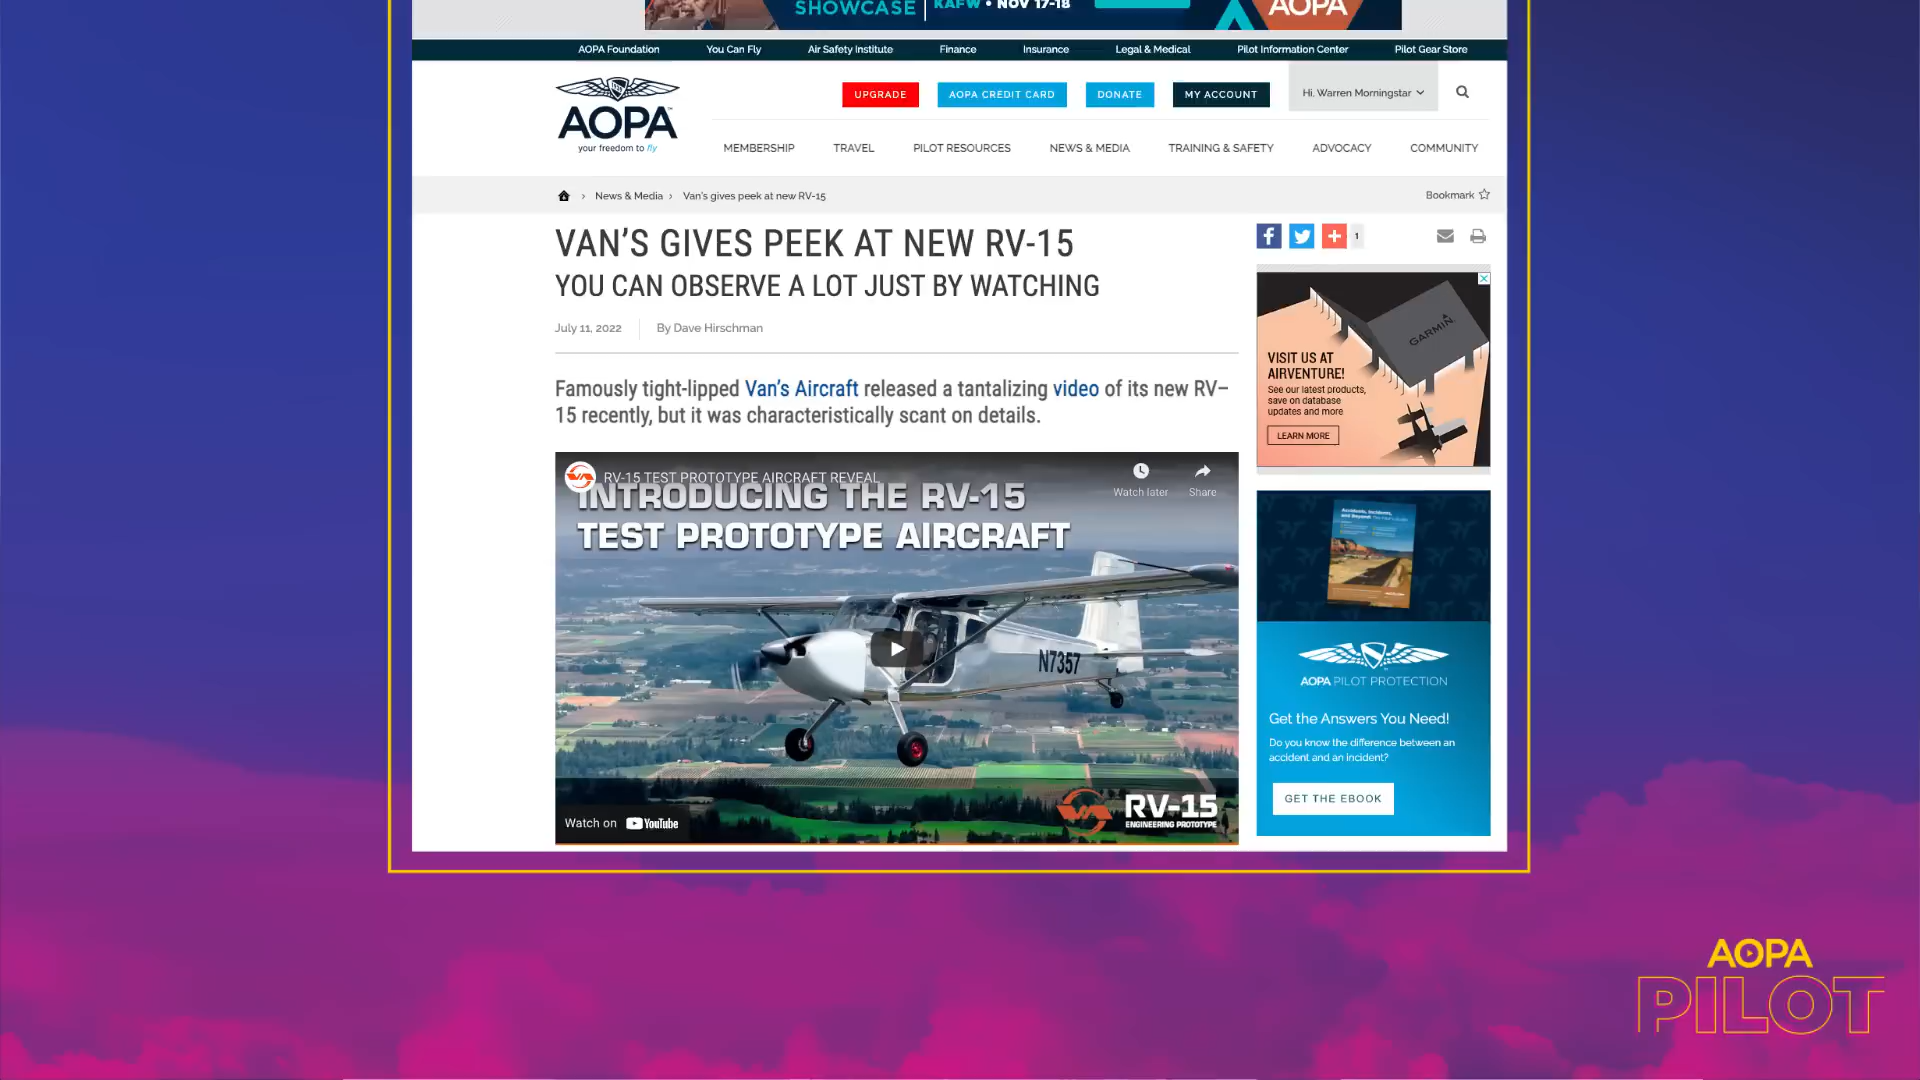 SHOWCASE | KAFW • NOV 17-18
AOPA
AOPA Foundation You Can Fly Air Safety Institute Finance Insurance Legal & Medical Pilot Information Center Pilot Gear Store
UPGRADE AOPA CREDIT CARD DONATE MY ACCOUNT Hi, Warren Morningstar
AOPA
your freedom to fly
MEMBERSHIP TRAVEL PILOT RESOURCES NEWS & MEDIA TRAINING & SAFETY ADVOCACY COMMUNITY
News & Media › Van's gives peek at new RV-15
Bookmark
VAN'S GIVES PEEK AT NEW RV-15
YOU CAN OBSERVE A LOT JUST BY WATCHING
July 11, 2022 By Dave Hirschman
1
Famously tight-lipped Van's Aircraft released a tantalizing video of its new RV–
15 recently, but it was characteristically scant on details.
RV-15 TEST PROTOTYPE AIRCRAFT REVEAL
Watch later Share
INTRODUCING THE RV-15
TEST PROTOTYPE AIRCRAFT
N7357
Watch on YouTube
RV-15
ENGINEERING PROTOTYPE
GARMIN
VISIT US AT
AIRVENTURE!
See our latest products,
save on database
updates and more
LEARN MORE
Accidents, Incidents,
AOPA PILOT PROTECTION
Get the Answers You Need!
Do you know the difference between an
accident and an incident?
GET THE EBOOK
AOPA
PILOT